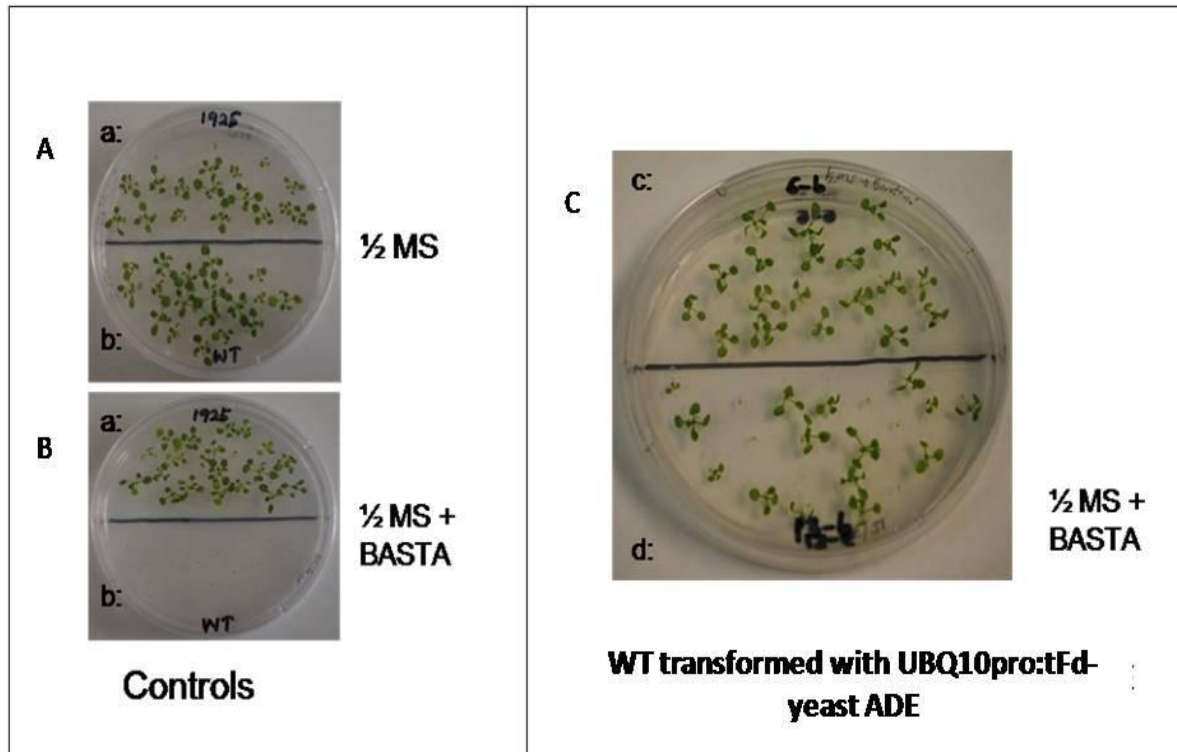 A
a:
1925
b:
WT
½ MS
B
a:
1925
b:
WT
½ MS +
BASTA
Controls
C
c:
d:
½ MS +
BASTA
WT transformed with UBQ10pro:tFd-
yeast ADE